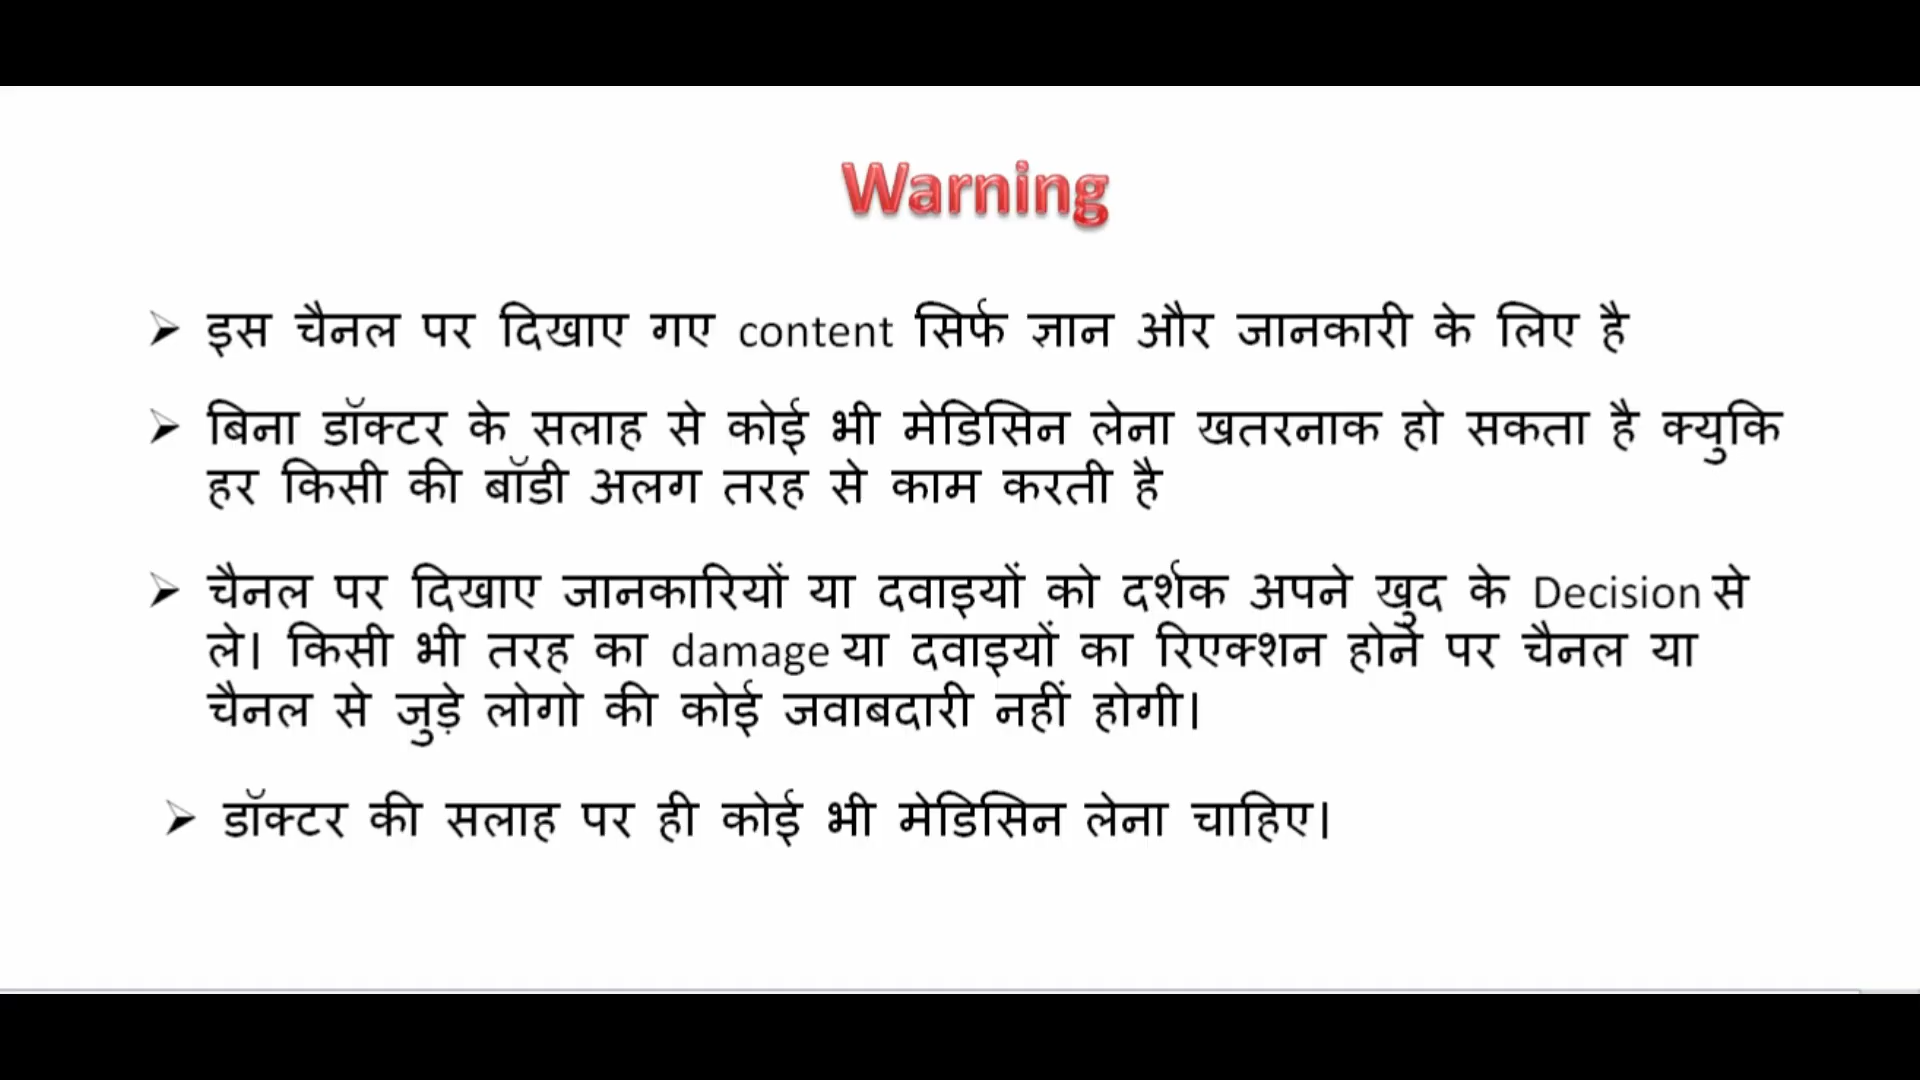 Warning
इस चैनल पर दिखाए गए content सिर्फ ज्ञान और जानकारी के लिए है
बिना डॉक्टर के सलाह से कोई भी मेडिसिन लेना खतरनाक हो सकता है क्युकि
हर किसी की बॉडी अलग तरह से काम करती है
चैनल पर दिखाए जानकारियों या दवाइयों को दर्शक अपने खुद के Decision से
ले। किसी भी तरह का damage या दवाइयों का रिएक्शन होने पर चैनल या
चैनल से जुड़े लोगो की कोई जवाबदारी नहीं होगी।
डॉक्टर की सलाह पर ही कोई भी मेडिसिन लेना चाहिए।